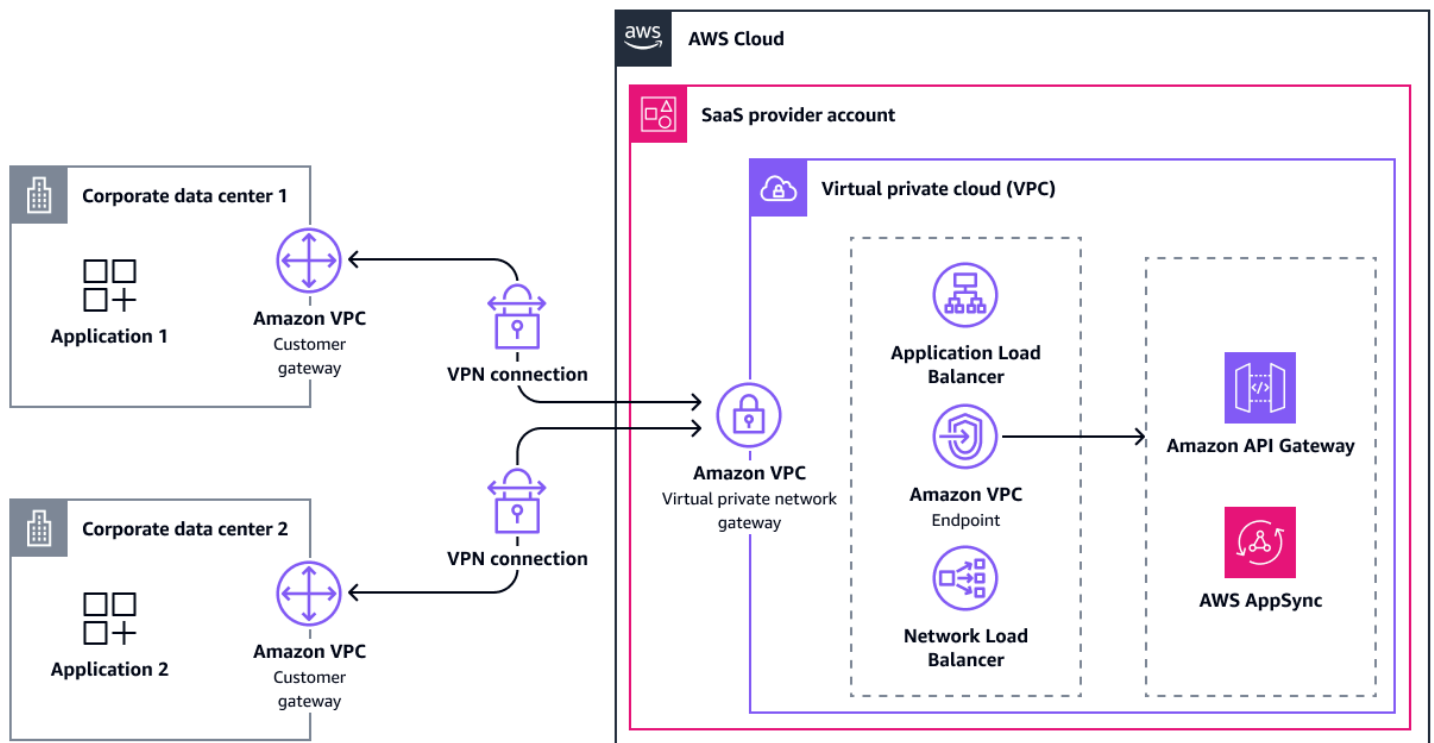 aws
AWS Cloud
SaaS provider account
Virtual private cloud (VPC)
Corporate data center 1
Application 1
Amazon VPC
Customer
gateway
VPN connection
Corporate data center 2
Application 2
Amazon VPC
Customer
gateway
VPN connection
Amazon VPC
Virtual private network
gateway
Application Load
Balancer
Amazon VPC
Endpoint
Network Load
Balancer
</>
Amazon API Gateway
AWS AppSync